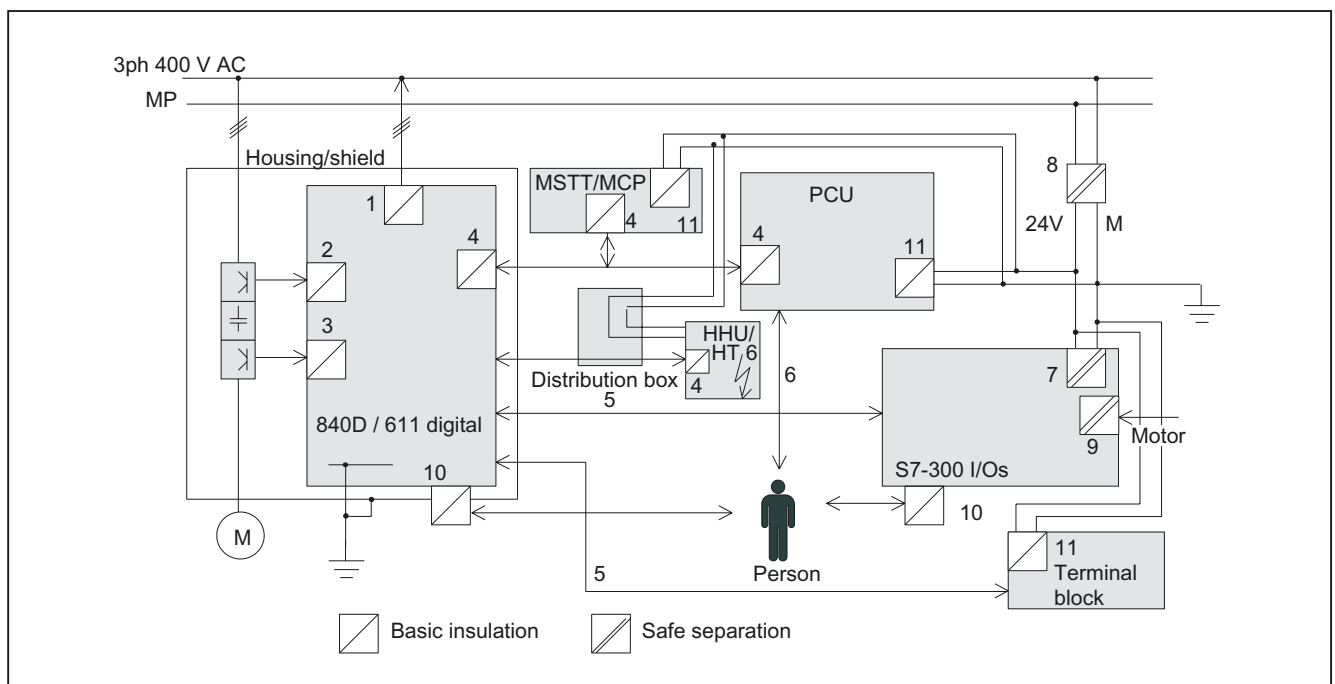 3ph 400 V AC
MP
Housing/shield
1
2
3
4
840D / 611 digital
10
M
MSTT/MCP
4
11
PCU
4
11
8
24V
M
HHU/
HT 6
4
Distribution box
5
6
7
9
Motor
S7-300 I/Os
10
Person
5
11
Terminal
block
Basic insulation
Safe separation